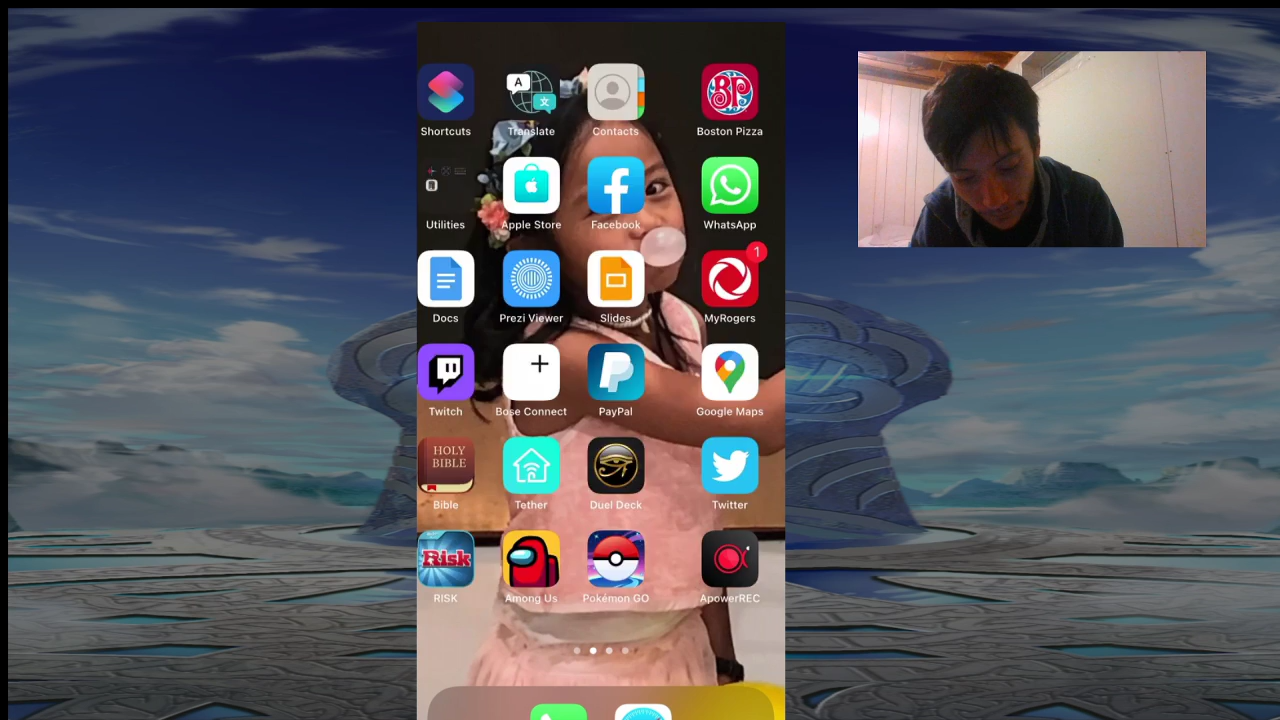 A 文
Shortcuts Translate Contacts Boston Pizza
BP
Utilities Apple Store Facebook WhatsApp
1
Docs Prezi Viewer Slides MyRogers
Twitch Bose Connect PayPal Google Maps
HOLY
BIBLE
Bible Tether Duel Deck Twitter
Risk
RISK Among Us Pokémon GO ApowerREC